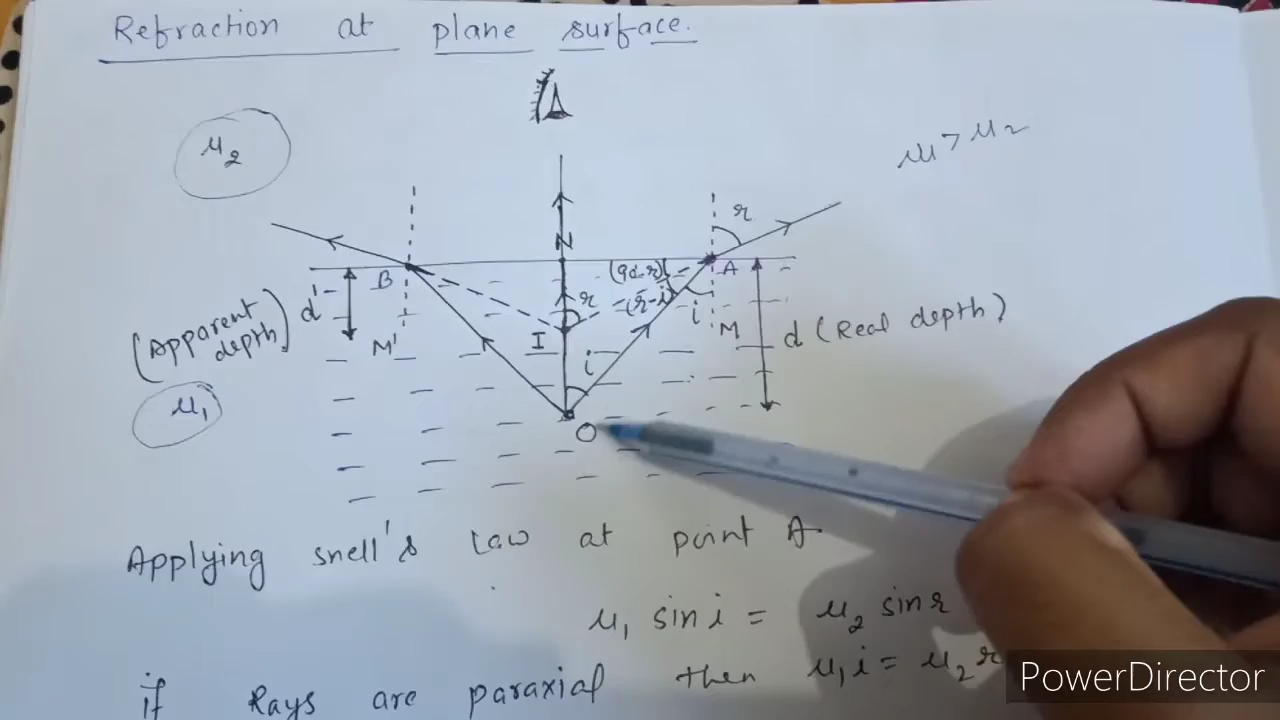 Refraction at plane surface.
μ2
μ1 > μ2
r
N
B
(90-r)
A
r
(r-i)
i
d'
(Apparent depth)
M'
I
i
M
d (Real depth)
μ1
O
Applying snell's law at point A
μ1 sin i = μ2 sin r
if Rays are paraxial then μ1 i = μ2 r
PowerDirector